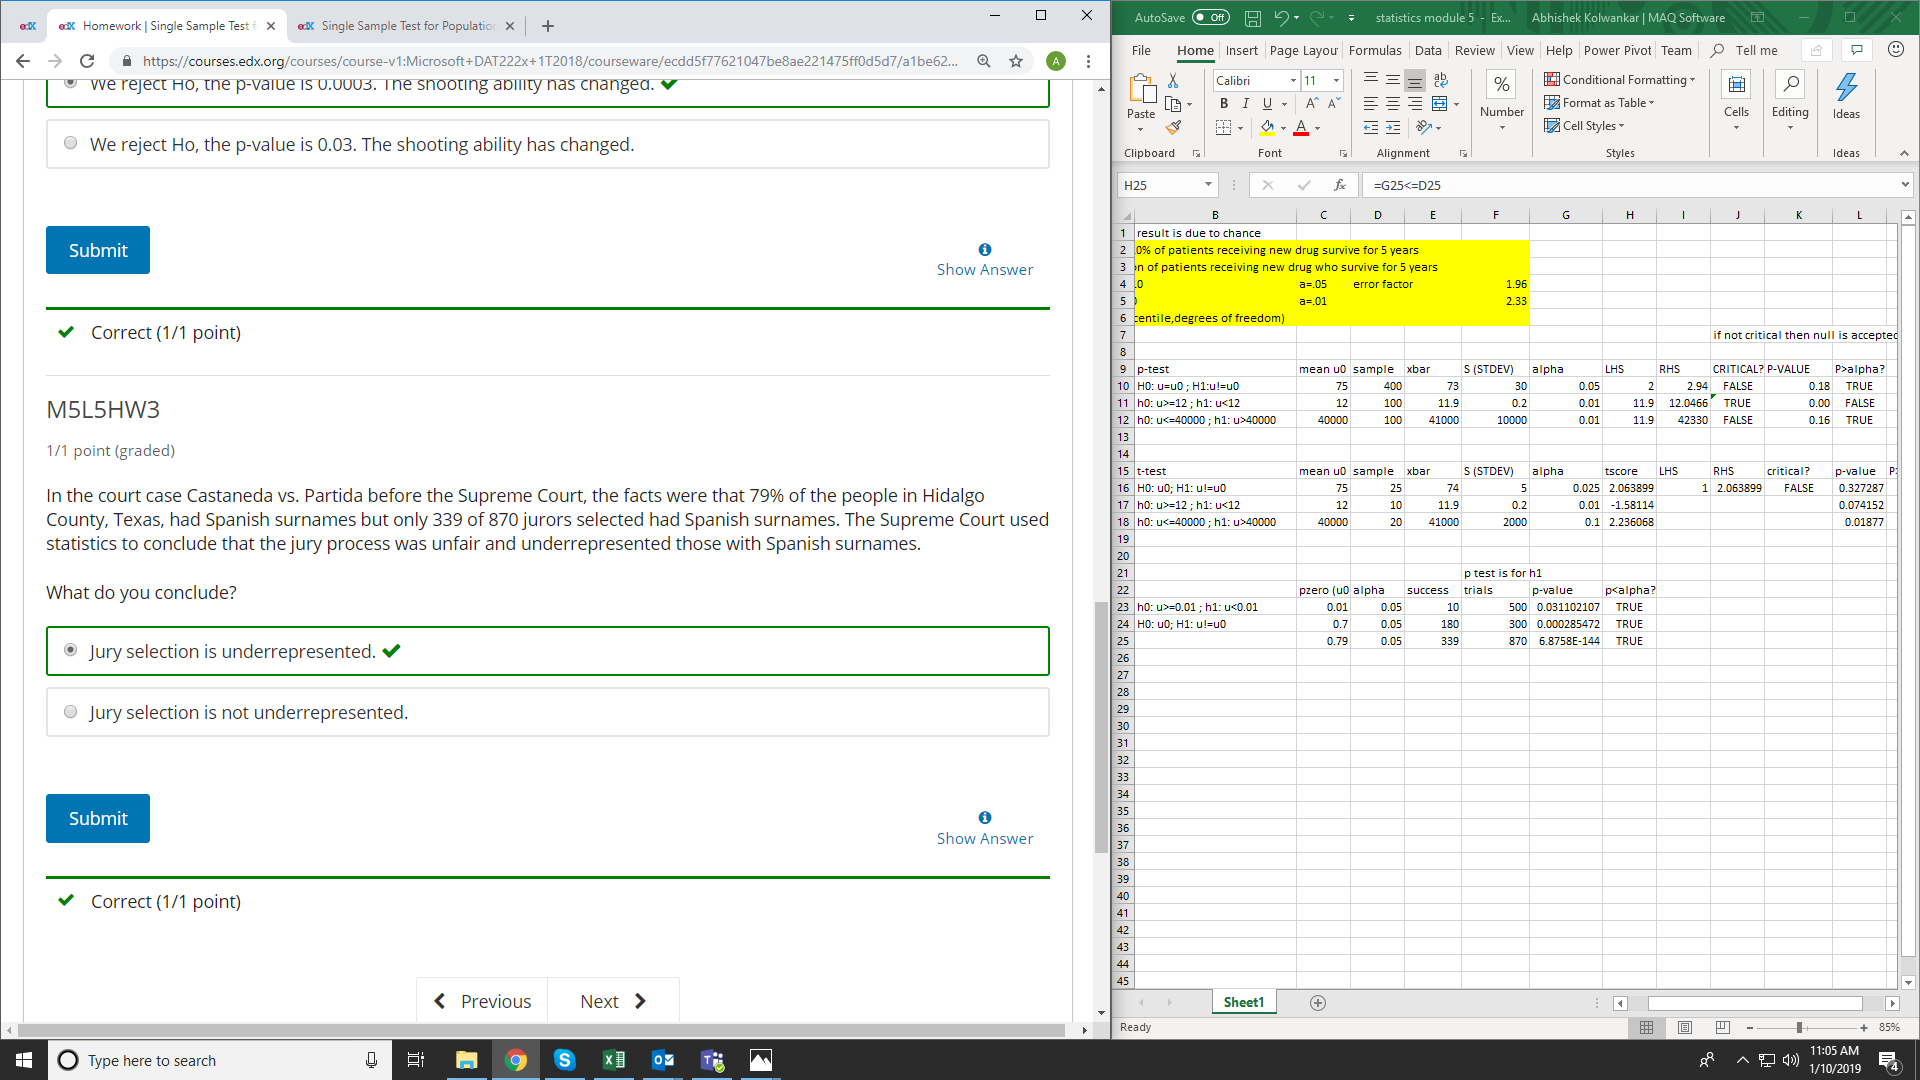 Homework | Single Sample Test f
Single Sample Test for Population
https://courses.edx.org/courses/course-v1:Microsoft+DAT222x+1T2018/courseware/ecdd5f77621047be8ae221475ff0d5d7/a1be62...
A
We reject Ho, the p-value is 0.0003. The shooting ability has changed.
We reject Ho, the p-value is 0.03. The shooting ability has changed.
Submit
Show Answer
Correct (1/1 point)
M5L5HW3
1/1 point (graded)
In the court case Castaneda vs. Partida before the Supreme Court, the facts were that 79% of the people in Hidalgo
County, Texas, had Spanish surnames but only 339 of 870 jurors selected had Spanish surnames. The Supreme Court used
statistics to conclude that the jury process was unfair and underrepresented those with Spanish surnames.
What do you conclude?
Jury selection is underrepresented.
Jury selection is not underrepresented.
Submit
Show Answer
Correct (1/1 point)
Previous Next
AutoSave Off statistics module 5 - Ex... Abhishek Kolwankar | MAQ Software
File Home Insert Page Layou Formulas Data Review View Help Power Pivot Team Tell me
Paste Calibri 11 Number Conditional Formatting Format as Table Cell Styles Cells Editing Ideas
Clipboard Font Alignment Styles Ideas
H25 =G25<=D25
B C D E F G H I J K L
1 result is due to chance
2 0% of patients receiving new drug survive for 5 years
3 on of patients receiving new drug who survive for 5 years
4 .0 a=.05 error factor 1.96
5 a=.01 2.33
6 centile,degrees of freedom)
7 if not critical then null is accepted
8
9 p-test mean u0 sample xbar S (STDEV) alpha LHS RHS CRITICAL? P-VALUE P>alpha?
10 H0: u=u0 ; H1:u!=u0 75 400 73 30 0.05 2 2.94 FALSE 0.18 TRUE
11 h0: u>=12 ; h1: u<12 12 100 11.9 0.2 0.01 11.9 12.0466 TRUE 0.00 FALSE
12 h0: u<=40000 ; h1: u>40000 40000 100 41000 10000 0.01 11.9 42330 FALSE 0.16 TRUE
13
14
15 t-test mean u0 sample xbar S (STDEV) alpha tscore LHS RHS critical? p-value P
16 H0: u0; H1: u!=u0 75 25 74 5 0.025 2.063899 1 2.063899 FALSE 0.327287
17 h0: u>=12 ; h1: u<12 12 10 11.9 0.2 0.01 -1.58114 0.074152
18 h0: u<=40000 ; h1: u>40000 40000 20 41000 2000 0.1 2.236068 0.01877
19
20
21 p test is for h1
22 pzero (u0 alpha success trials p-value p<alpha?
23 h0: u>=0.01 ; h1: u<0.01 0.01 0.05 10 500 0.031102107 TRUE
24 H0: u0; H1: u!=u0 0.7 0.05 180 300 0.000285472 TRUE
25 0.79 0.05 339 870 6.8758E-144 TRUE
26
27
28
29
30
31
32
33
34
35
36
37
38
39
40
41
42
43
44
45
Sheet1
Ready 85%
Type here to search
11:05 AM
1/10/2019
4